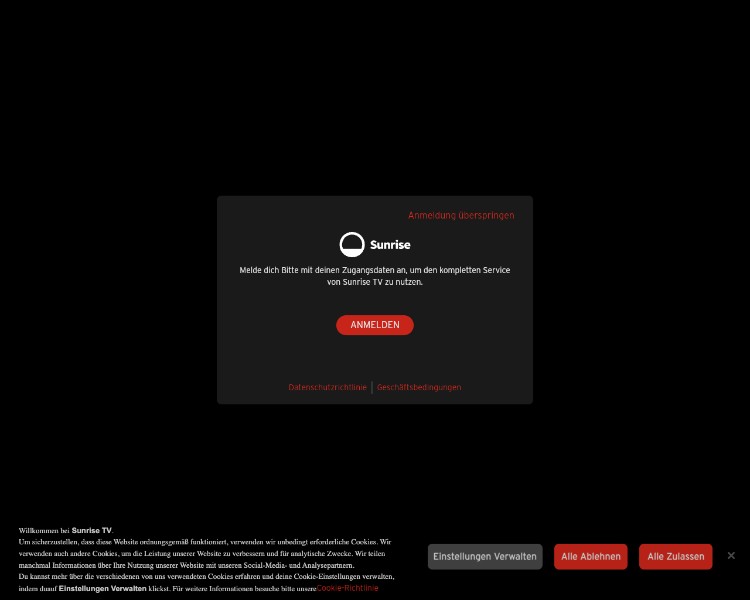 Anmeldung überspringen
Sunrise
Melde dich Bitte mit deinen Zugangsdaten an, um den kompletten Service
von Sunrise TV zu nutzen.
ANMELDEN
Datenschutzrichtlinie | Geschäftsbedingungen
Willkommen bei Sunrise TV.
Um sicherzustellen, dass diese Website ordnungsgemäß funktioniert, verwenden wir unbedingt erforderliche Cookies. Wir
verwenden auch andere Cookies, um die Leistung unserer Website zu verbessern und für analytische Zwecke. Wir teilen
manchmal Informationen über Ihre Nutzung unserer Website mit unseren Social-Media- und Analysepartnern.
Du kannst mehr über die verschiedenen von uns verwendeten Cookies erfahren und deine Cookie-Einstellungen verwalten,
indem du auf Einstellungen Verwalten klickst. Für weitere Informationen besuche bitte unsereCookie-Richtlinie
Einstellungen Verwalten
Alle Ablehnen
Alle Zulassen